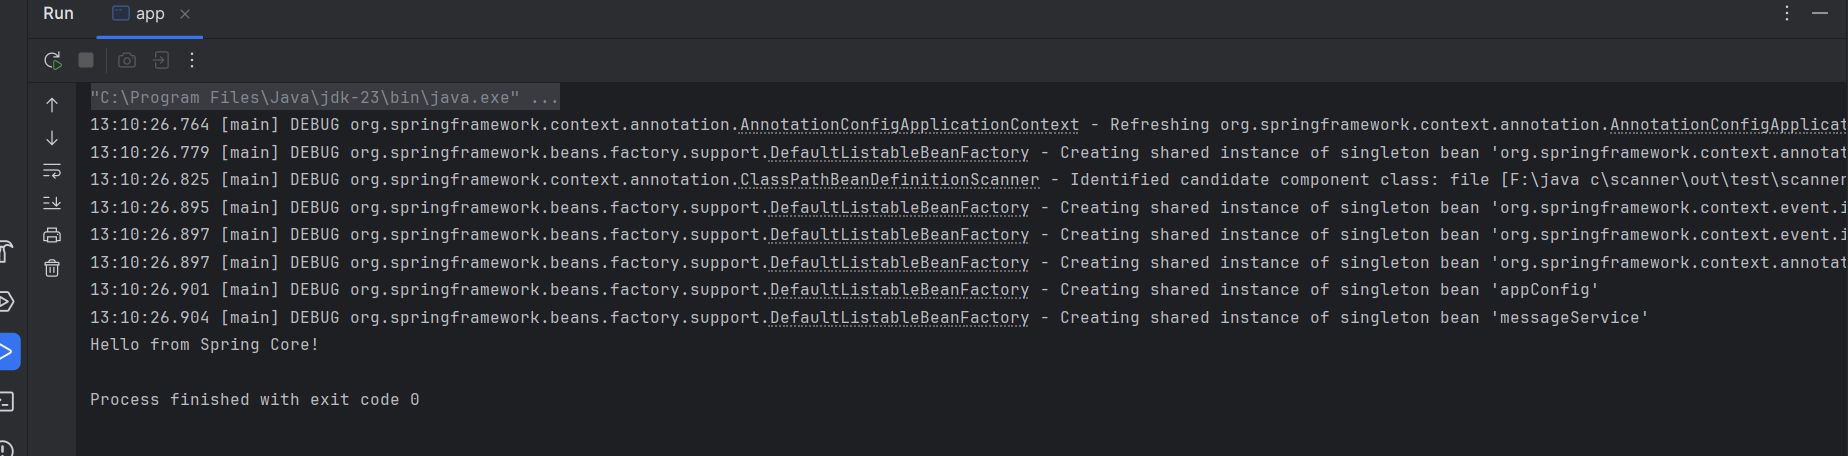 Run app
"C:\Program Files\Java\jdk-23\bin\java.exe" ...
13:10:26.764 [main] DEBUG org.springframework.context.annotation.AnnotationConfigApplicationContext - Refreshing org.springframework.context.annotation.AnnotationConfigApplicat
13:10:26.779 [main] DEBUG org.springframework.beans.factory.support.DefaultListableBeanFactory - Creating shared instance of singleton bean 'org.springframework.context.annotat
13:10:26.825 [main] DEBUG org.springframework.context.annotation.ClassPathBeanDefinitionScanner - Identified candidate component class: file [F:\java c\scanner\out\test\scanner
13:10:26.895 [main] DEBUG org.springframework.beans.factory.support.DefaultListableBeanFactory - Creating shared instance of singleton bean 'org.springframework.context.event.i
13:10:26.897 [main] DEBUG org.springframework.beans.factory.support.DefaultListableBeanFactory - Creating shared instance of singleton bean 'org.springframework.context.event.i
13:10:26.897 [main] DEBUG org.springframework.beans.factory.support.DefaultListableBeanFactory - Creating shared instance of singleton bean 'org.springframework.context.annotat
13:10:26.901 [main] DEBUG org.springframework.beans.factory.support.DefaultListableBeanFactory - Creating shared instance of singleton bean 'appConfig'
13:10:26.904 [main] DEBUG org.springframework.beans.factory.support.DefaultListableBeanFactory - Creating shared instance of singleton bean 'messageService'
Hello from Spring Core!
Process finished with exit code 0